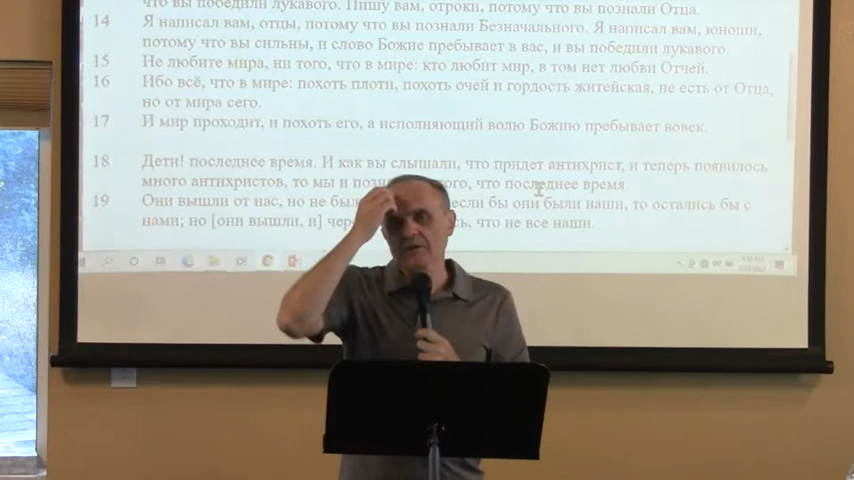 что вы победили лукавого. Пишу вам, отроки, потому что вы познали Отца.
14 Я написал вам, отцы, потому что вы познали Безначального. Я написал вам, юноши,
потому что вы сильны, и слово Божие пребывает в вас, и вы победили лукавого.
15 Не любите мира, ни того, что в мире: кто любит мир, в том нет любви Отчей.
16 Ибо всё, что в мире: похоть плоти, похоть очей и гордость житейская, не есть от Отца,
но от мира сего.
17 И мир проходит, и похоть его, а исполняющий волю Божию пребывает вовек.
18 Дети! последнее время. И как вы слышали, что придет антихрист, и теперь появилось
много антихристов, то мы и что последнее время.
19 Они вышли от нас, но не были если бы они были наши, то остались бы с
нами; но [они вышли, и] что не все наши.